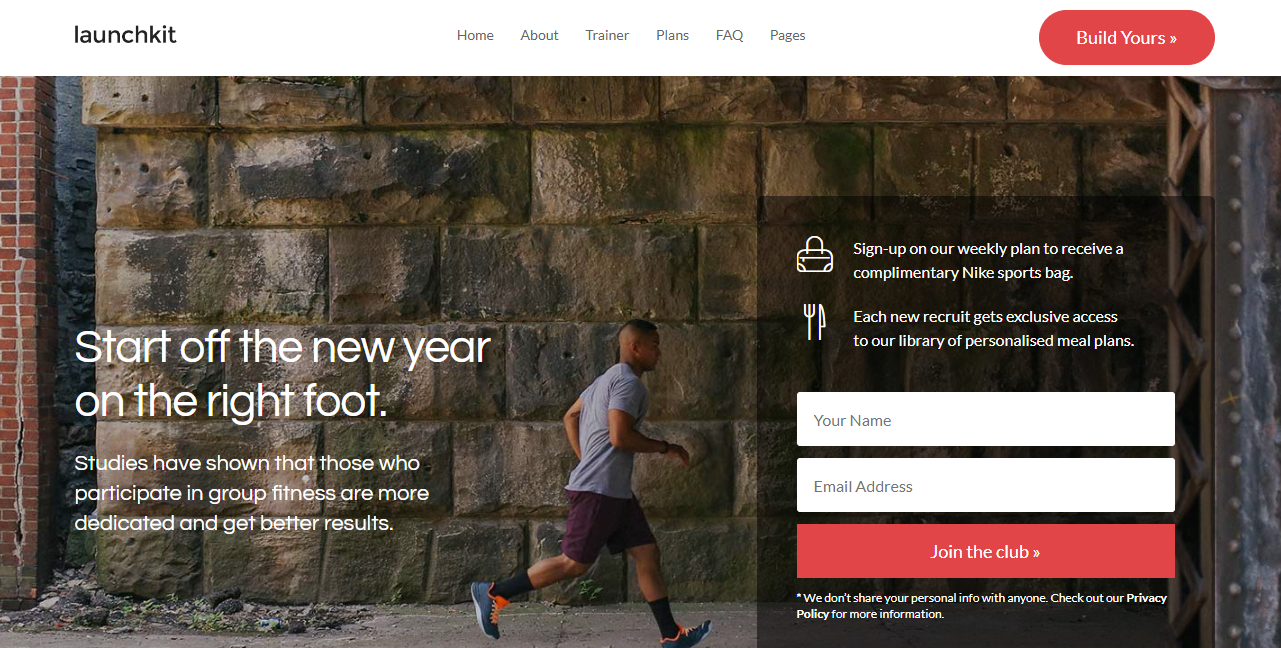 launchkit
Home About Trainer Plans FAQ Pages
Build Yours »
Start off the new year
on the right foot.
Studies have shown that those who
participate in group fitness are more
dedicated and get better results.
Sign-up on our weekly plan to receive a
complimentary Nike sports bag.
Each new recruit gets exclusive access
to our library of personalised meal plans.
Your Name
Email Address
Join the club »
* We don't share your personal info with anyone. Check out our Privacy
Policy for more information.